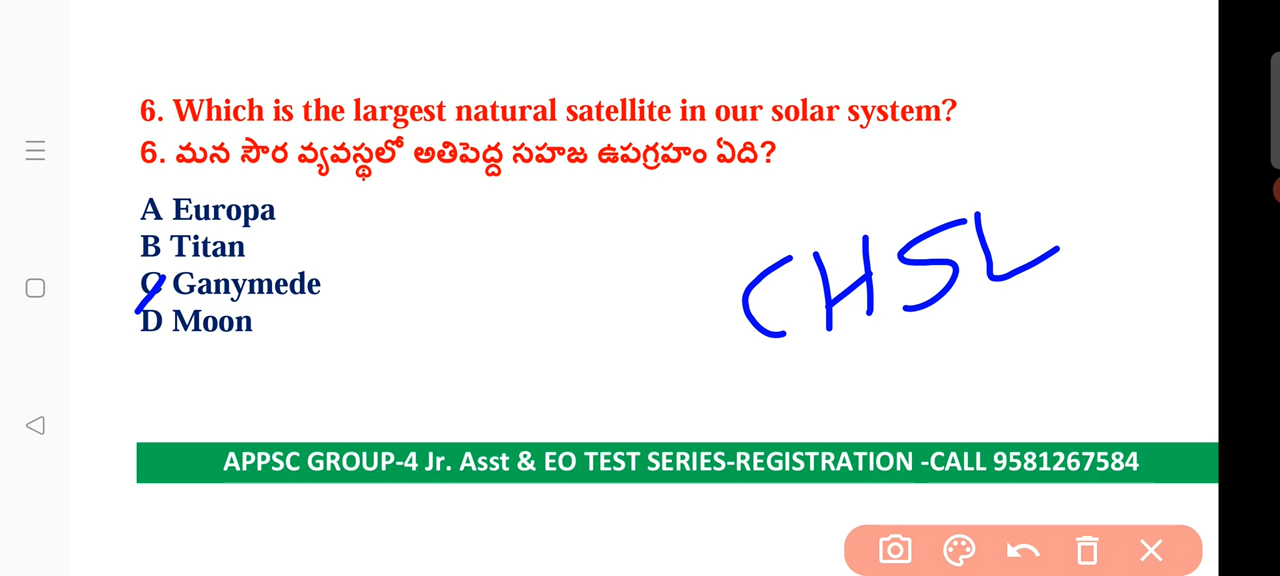 6. Which is the largest natural satellite in our solar system?
6. మన సౌర వ్యవస్థలో అతిపెద్ద సహజ ఉపగ్రహం ఏది?
A Europa
B Titan
C Ganymede
D Moon
CHSL
APPSC GROUP-4 Jr. Asst & EO TEST SERIES-REGISTRATION -CALL 9581267584